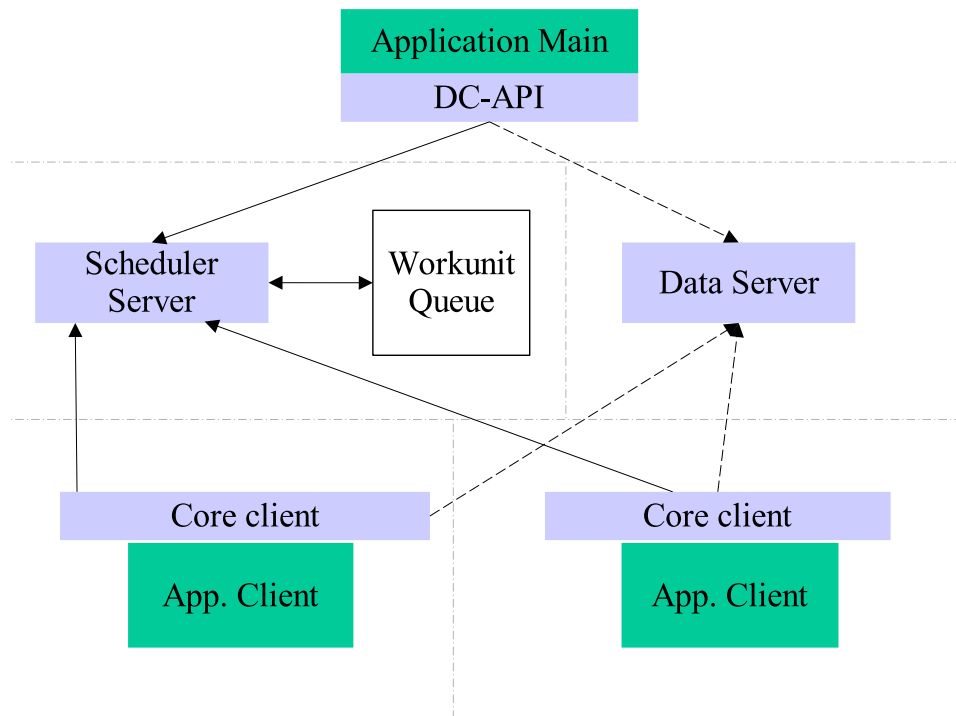 Application Main
DC-API
Scheduler
Server
Workunit
Queue
Data Server
Core client
Core client
App. Client
App. Client